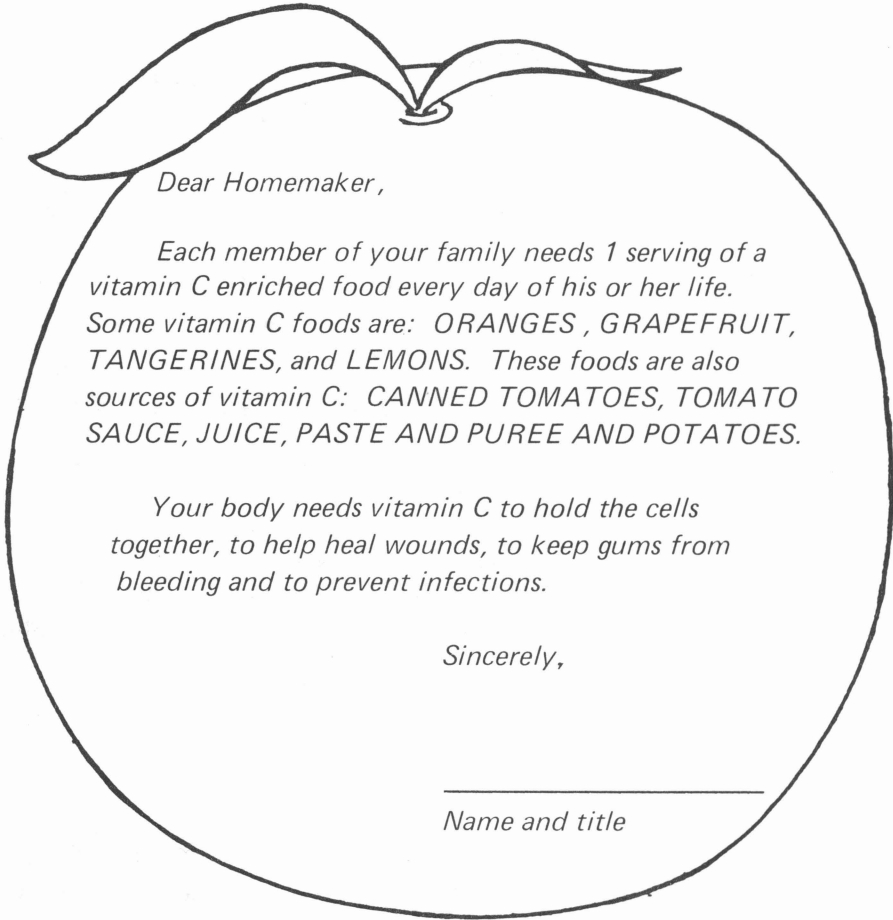 Dear Homemaker,
Each member of your family needs 1 serving of a
vitamin C enriched food every day of his or her life.
Some vitamin C foods are: ORANGES , GRAPEFRUIT,
TANGERINES, and LEMONS. These foods are also
sources of vitamin C: CANNED TOMATOES, TOMATO
SAUCE, JUICE, PASTE AND PUREE AND POTATOES.
Your body needs vitamin C to hold the cells
together, to help heal wounds, to keep gums from
bleeding and to prevent infections.
Sincerely,
Name and title